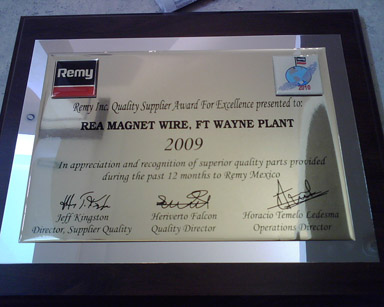 Remy
2010
Remy Inc. Quality Supplier Award For Excellence presented to:
REA MAGNET WIRE, FT WAYNE PLANT
2009
In appreciation and recognition of superior quality parts provided
during the past 12 months to Remy Mexico
Jeff Kingston
Director, Supplier Quality
Heriverto Falcon
Quality Director
Horacio Temelo Ledesma
Operations Director